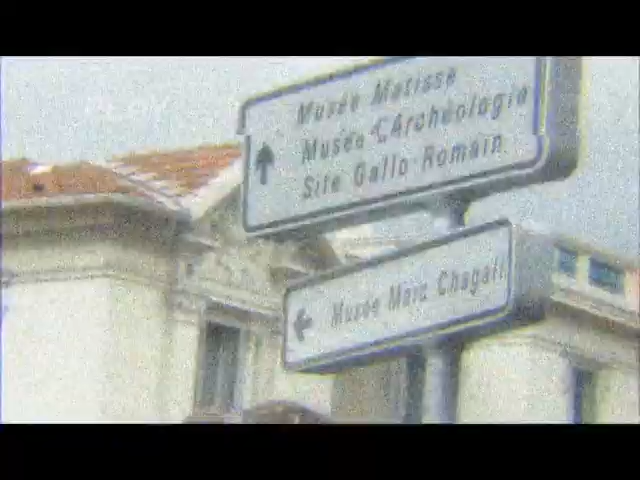 Musée Matisse
Musée d'Archéologie
Site Gallo-Romain
Musée Marc Chagall